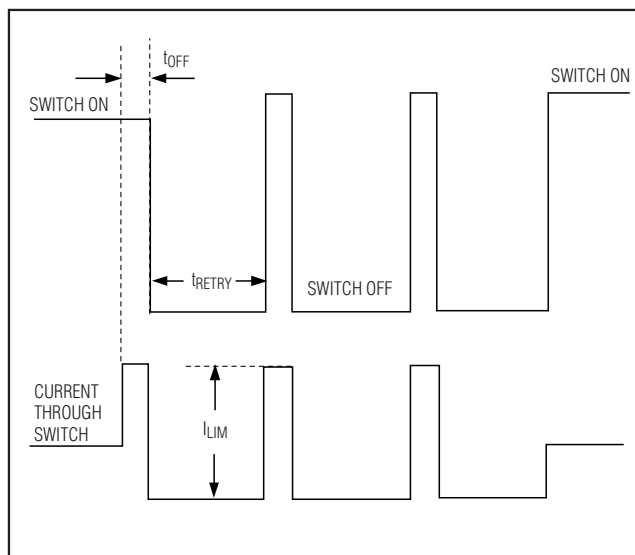 tOFF
SWITCH ON
SWITCH ON
tRETRY
SWITCH OFF
CURRENT
THROUGH
SWITCH
ILIM